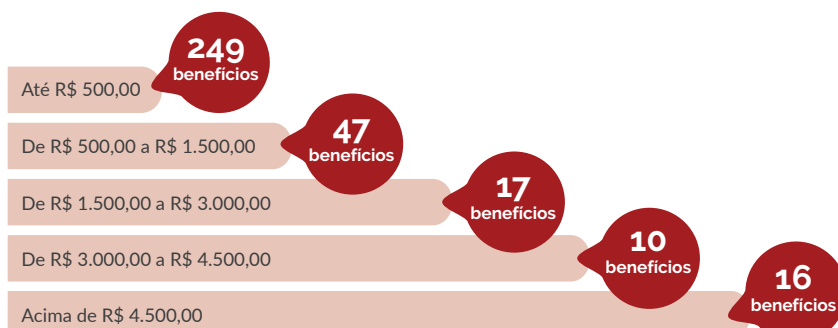 249
benefícios
Até R$ 500,00
47
benefícios
De R$ 500,00 a R$ 1.500,00
17
benefícios
De R$ 1.500,00 a R$ 3.000,00
10
benefícios
De R$ 3.000,00 a R$ 4.500,00
16
benefícios
Acima de R$ 4.500,00